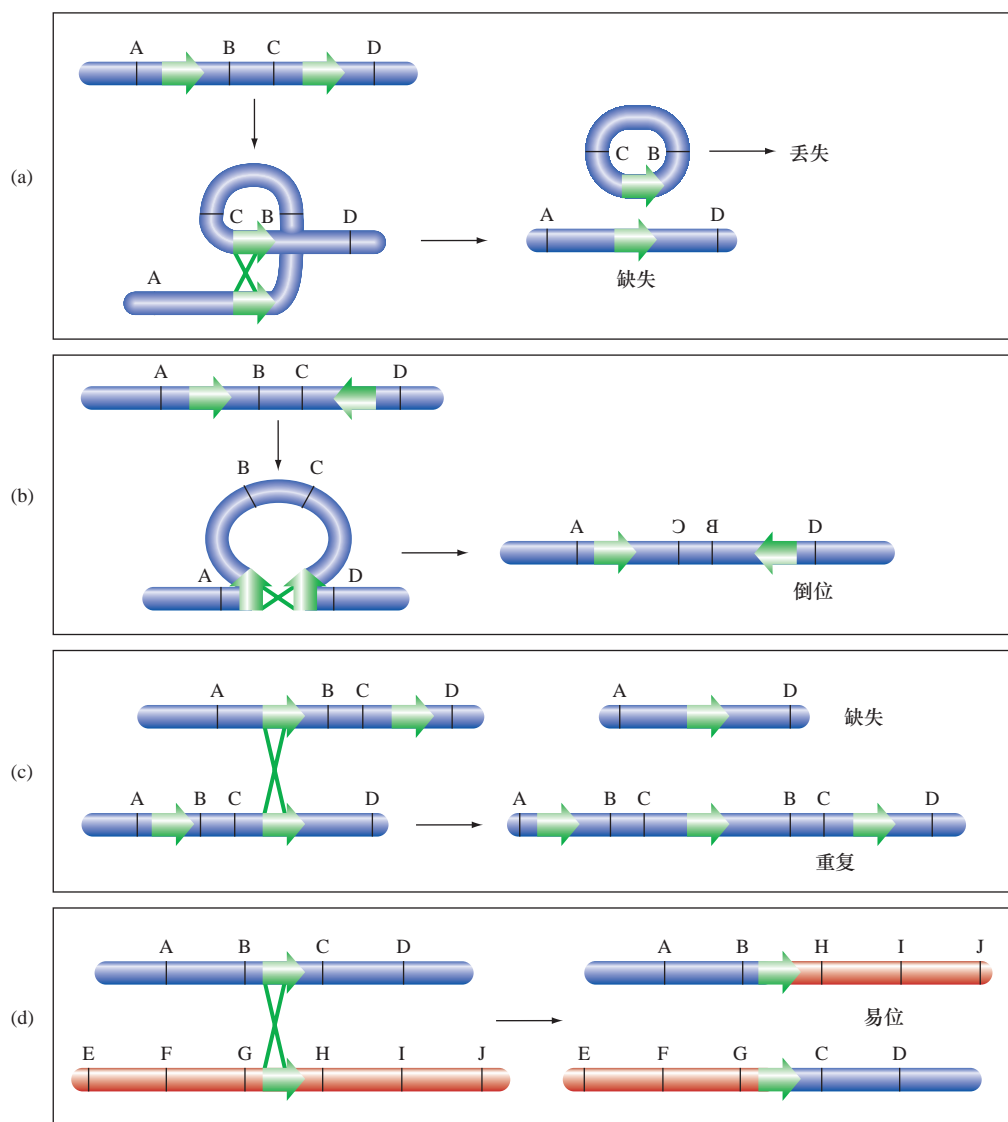 A B C D
(a)
C B
丢失
C B D
A D
A
缺失
A B C D
B C
(b)
A C B D
A D
倒位
A B C D
A D
缺失
(c)
A B C D
A B C B C D
重复
A B C D
A B H I J
(d)
易位
E F G H I J
E F G C D